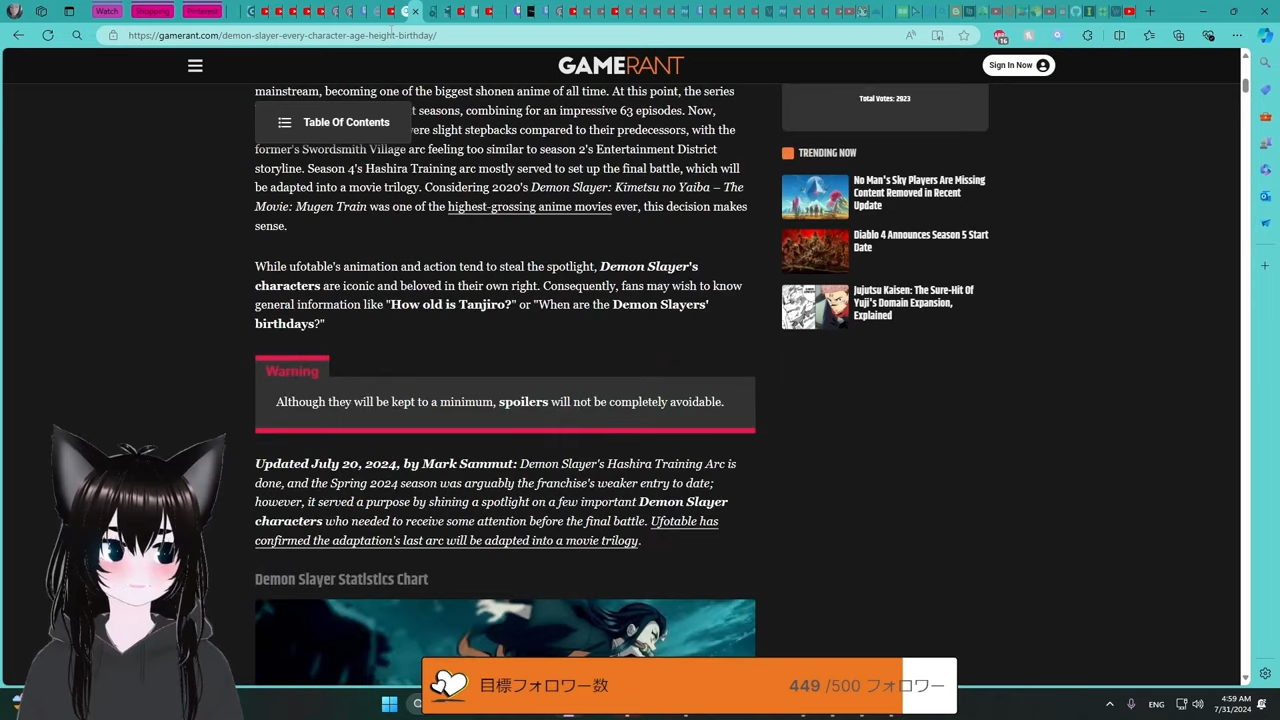 Watch
Shopping
Pinterest
https://gamerant.com/demon-slayer-every-character-age-height-birthday/
16
GAMERANT
Sign In Now
mainstream, becoming one of the biggest shonen anime of all time. At this point, the series
t seasons, combining for an impressive 63 episodes. Now,
Table Of Contents
ere slight stepbacks compared to their predecessors, with the
former's Swordsmith Village arc feeling too similar to season 2's Entertainment District
storyline. Season 4's Hashira Training arc mostly served to set up the final battle, which will
be adapted into a movie trilogy. Considering 2020's Demon Slayer: Kimetsu no Yaiba – The
Movie: Mugen Train was one of the highest-grossing anime movies ever, this decision makes
sense.
While ufotable's animation and action tend to steal the spotlight, Demon Slayer's
characters are iconic and beloved in their own right. Consequently, fans may wish to know
general information like "How old is Tanjiro?" or "When are the Demon Slayers'
birthdays?"
Warning
Although they will be kept to a minimum, spoilers will not be completely avoidable.
Updated July 20, 2024, by Mark Sammut: Demon Slayer's Hashira Training Arc is
done, and the Spring 2024 season was arguably the franchise's weaker entry to date;
however, it served a purpose by shining a spotlight on a few important Demon Slayer
characters who needed to receive some attention before the final battle. Ufotable has
confirmed the adaptation's last arc will be adapted into a movie trilogy.
Demon Slayer Statistics Chart
Total Votes: 2923
TRENDING NOW
No Man's Sky Players Are Missing
Content Removed in Recent
Update
Diablo 4 Announces Season 5 Start
Date
Jujutsu Kaisen: The Sure-Hit Of
Yuji's Domain Expansion,
Explained
目標フォロワー数
449 /500 フォロワー
ENG
4:59 AM
7/31/2024